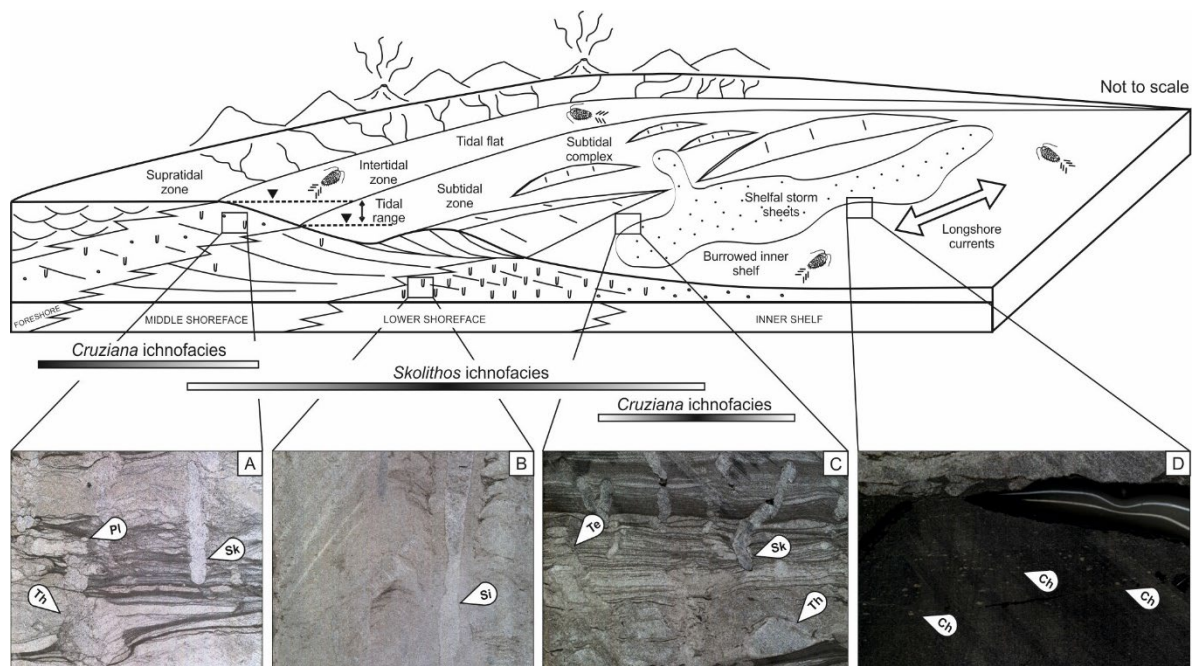 Not to scale
Supratidal
zone
Intertidal
zone
Tidal flat
Tidal
range
Subtidal
zone
Subtidal
complex
Shelfal storm
sheets
Longshore
currents
Burrowed inner
shelf
FORESHORE
MIDDLE SHOREFACE
LOWER SHOREFACE
INNER SHELF
Cruziana ichnofacies
Skolithos ichnofacies
Cruziana ichnofacies
A
Pl
Sk
Th
B
Si
C
Te
Sk
Th
D
Ch
Ch
Ch